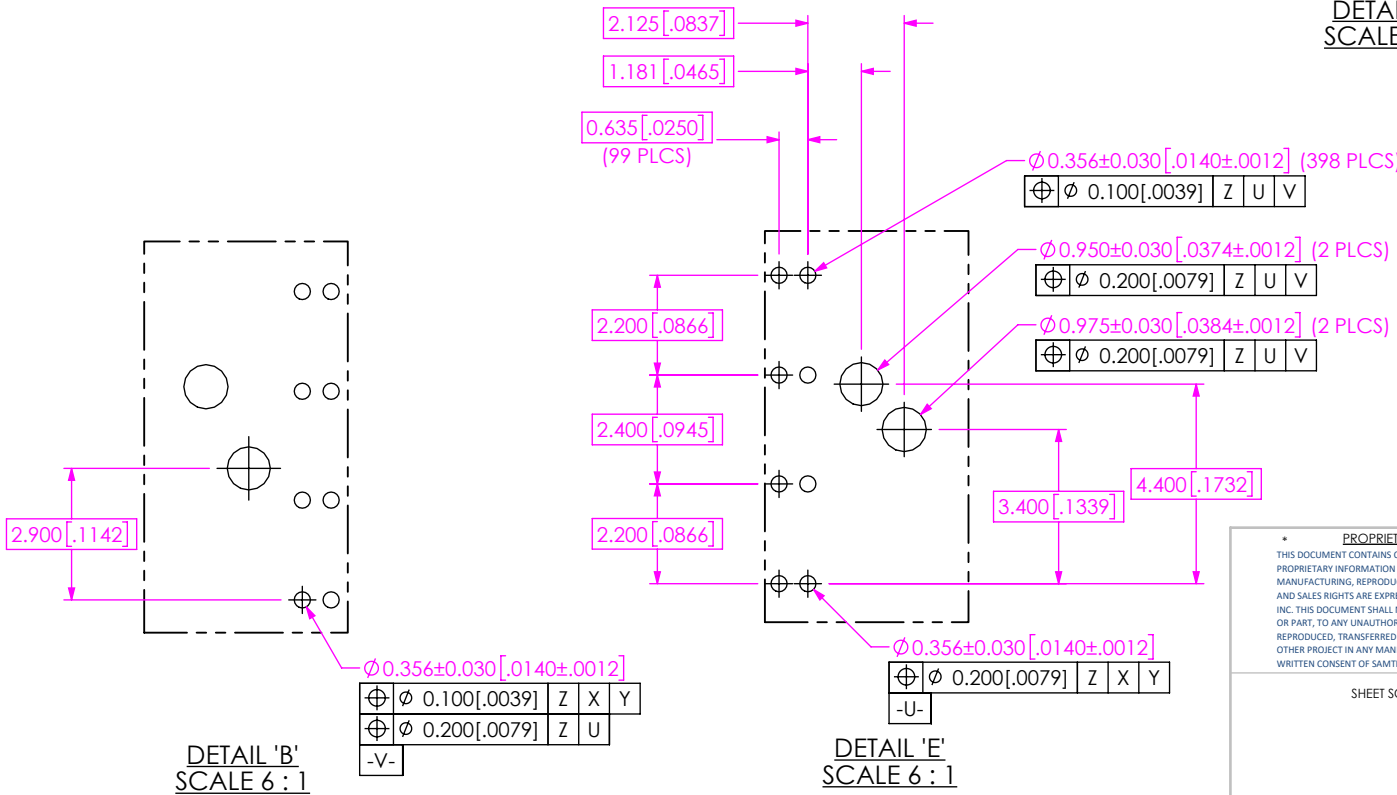 DETAI
SCALE
2.125[.0837]
1.181[.0465]
0.635[.0250]
(99 PLCS)
Ø0.356±0.030[.0140±.0012] (398 PLCS)
⌖ Ø 0.100[.0039] Z U V
Ø0.950±0.030[.0374±.0012] (2 PLCS)
⌖ Ø 0.200[.0079] Z U V
Ø0.975±0.030[.0384±.0012] (2 PLCS)
⌖ Ø 0.200[.0079] Z U V
2.200[.0866]
2.400[.0945]
2.200[.0866]
4.400[.1732]
3.400[.1339]
2.900[.1142]
Ø0.356±0.030[.0140±.0012]
⌖ Ø 0.100[.0039] Z X Y
⌖ Ø 0.200[.0079] Z U
-V-
DETAIL 'B'
SCALE 6 : 1
Ø0.356±0.030[.0140±.0012]
⌖ Ø 0.200[.0079] Z X Y
-U-
DETAIL 'E'
SCALE 6 : 1
* PROPRIET
THIS DOCUMENT CONTAINS C
PROPRIETARY INFORMATION
MANUFACTURING, REPRODU
AND SALES RIGHTS ARE EXPRE
INC. THIS DOCUMENT SHALL
OR PART, TO ANY UNAUTHOR
REPRODUCED, TRANSFERRED
OTHER PROJECT IN ANY MAN
WRITTEN CONSENT OF SAMT
SHEET SC